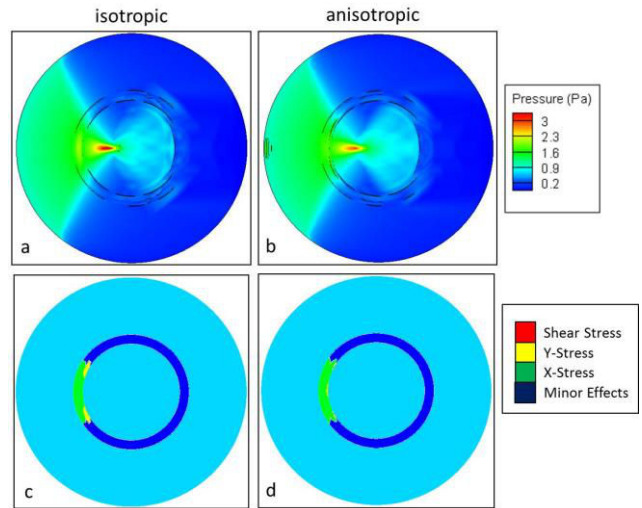 isotropic
anisotropic
a
b
Pressure (Pa)
3
2.3
1.6
0.9
0.2
c
d
Shear Stress
Y-Stress
X-Stress
Minor Effects